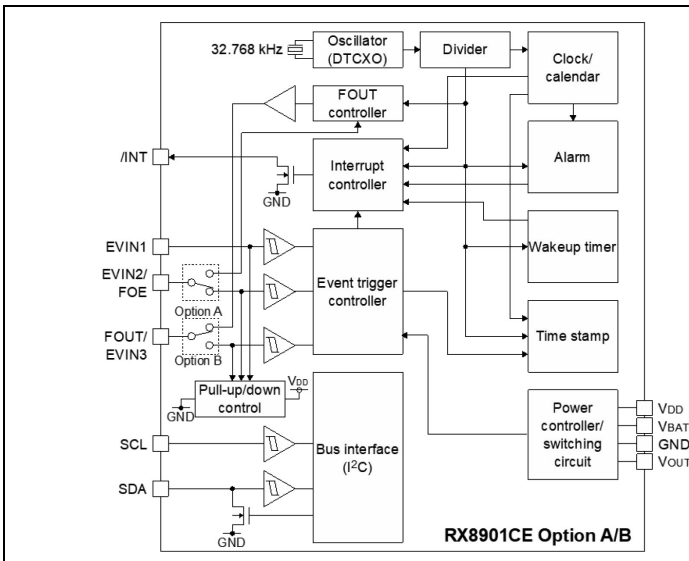 32.768 kHz
Oscillator
(DTCXO)
Divider
Clock/
calendar
FOUT
controller
/INT
GND
Interrupt
controller
Alarm
EVIN1
EVIN2/
FOE
Option A
FOUT/
EVIN3
Option B
Event trigger
controller
Wakeup timer
Time stamp
Pull-up/down
control
VDD
GND
Power
controller/
switching
circuit
VDD
VBAT
GND
VOUT
SCL
SDA
GND
Bus interface
(I²C)
RX8901CE Option A/B